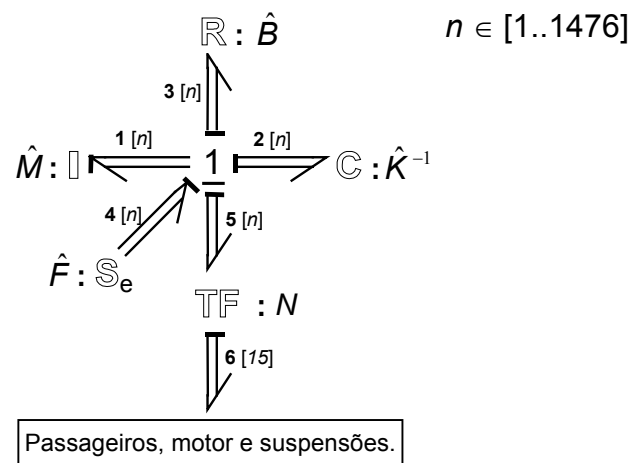 ℝ : B̂
n ∈ [1..1476]
3 [n]
1 [n]
2 [n]
M̂ : 𝕀
1
ℂ : K̂⁻¹
4 [n]
5 [n]
F̂ : 𝕊e
𝕋𝔽 : N
6 [15]
Passageiros, motor e suspensões.